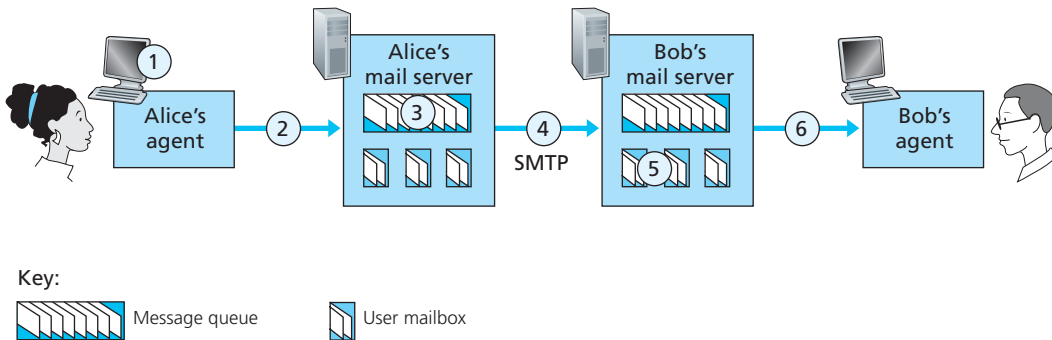 1
Alice's
agent
2
Alice's
mail server
3
4
SMTP
Bob's
mail server
5
6
Bob's
agent
Key:
Message queue
User mailbox